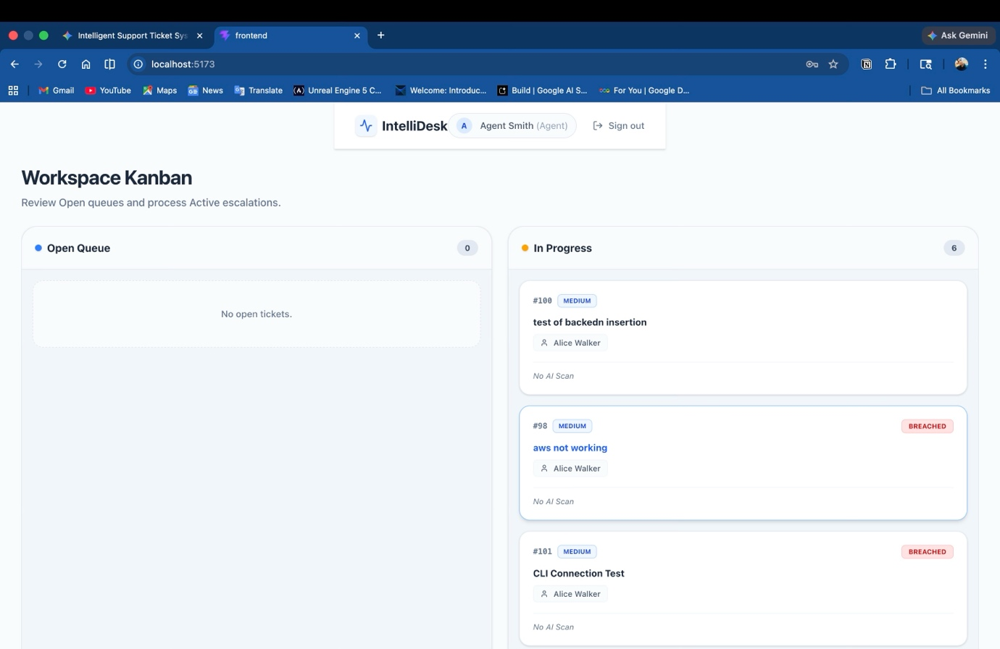 Intelligent Support Ticket Sys
frontend
Ask Gemini
localhost:5173
Gmail
YouTube
Maps
News
Translate
Unreal Engine 5 C...
Welcome: Introduc...
Build | Google AI S...
For You | Google D...
All Bookmarks
IntelliDesk
A
Agent Smith (Agent)
Sign out
Workspace Kanban
Review Open queues and process Active escalations.
Open Queue
0
No open tickets.
In Progress
6
#100 MEDIUM
test of backedn insertion
Alice Walker
No AI Scan
#98 MEDIUM BREACHED
aws not working
Alice Walker
No AI Scan
#101 MEDIUM BREACHED
CLI Connection Test
Alice Walker
No AI Scan